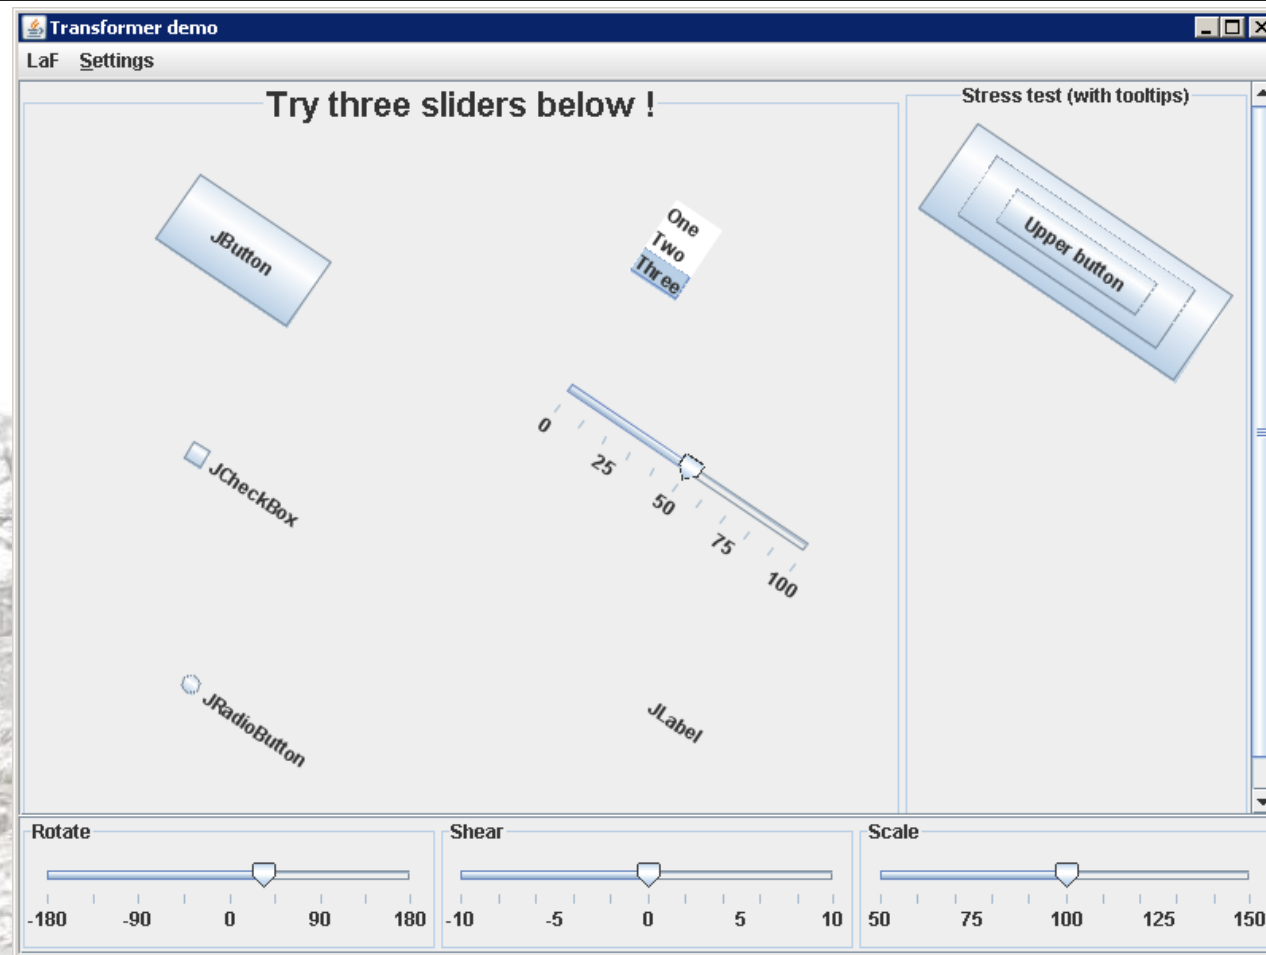 Transformer demo
LaF Settings
Try three sliders below !
Stress test (with tooltips)
JButton
One
Two
Three
Upper button
JCheckBox
0 25 50 75 100
JRadioButton
JLabel
Rotate
-180 -90 0 90 180
Shear
-10 -5 0 5 10
Scale
50 75 100 125 150